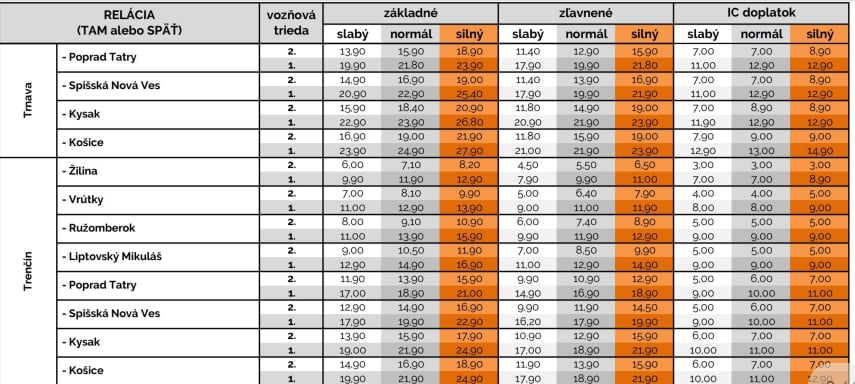 RELÁCIA (TAM alebo SPÄŤ) vozňová trieda základné zľavnené IC doplatok
slabý normál silný slabý normál silný slabý normál silný
Trnava
- Poprad Tatry 2. 13,90 15,90 18,90 11,40 12,90 15,90 7,00 7,00 8,90
1. 19,90 21,80 23,90 17,90 19,90 21,80 11,00 12,90 12,90
- Spišská Nová Ves 2. 14,90 16,90 19,00 11,40 13,90 16,90 7,00 7,00 8,90
1. 20,90 22,90 25,40 17,90 19,90 21,90 11,00 12,90 12,90
- Kysak 2. 15,90 18,40 20,90 11,80 14,90 19,00 7,00 8,90 8,90
1. 22,90 23,90 26,80 20,90 21,90 23,90 11,90 12,90 12,90
- Košice 2. 16,90 19,00 21,90 11,80 15,90 19,00 7,90 9,00 9,00
1. 23,90 24,90 27,90 21,00 21,90 23,90 12,90 13,00 14,90
Trenčín
- Žilina 2. 6,00 7,10 8,20 4,50 5,50 6,50 3,00 3,00 3,00
1. 9,90 11,90 12,90 7,90 9,90 11,00 7,00 7,00 8,90
- Vrútky 2. 7,00 8,10 9,90 5,00 6,40 7,90 4,00 4,00 5,00
1. 11,00 12,90 13,90 9,00 11,00 11,90 8,00 8,00 9,00
- Ružomberok 2. 8,00 9,10 10,90 6,00 7,40 8,90 5,00 5,00 5,00
1. 11,00 13,90 15,90 9,90 11,90 12,90 9,00 9,00 9,00
- Liptovský Mikuláš 2. 9,00 10,50 11,90 7,00 8,50 9,90 5,00 5,00 5,00
1. 12,90 14,90 16,90 11,00 12,90 14,90 9,00 9,00 9,00
- Poprad Tatry 2. 11,90 13,90 15,90 9,90 10,90 12,90 5,00 6,00 7,00
1. 17,00 18,90 21,00 14,90 16,90 18,90 9,00 10,00 11,00
- Spišská Nová Ves 2. 12,90 14,90 16,90 9,90 11,90 14,50 5,00 6,00 7,00
1. 17,90 19,90 22,90 16,20 17,90 19,90 9,00 10,00 11,00
- Kysak 2. 13,90 15,90 17,90 10,90 12,90 15,90 6,00 7,00 7,00
1. 19,00 21,90 24,90 17,00 18,90 21,90 10,00 11,00 11,00
- Košice 2. 14,90 16,90 18,90 11,90 13,90 15,90 6,00 7,00 7,00
1. 19,90 21,90 24,90 17,90 18,90 21,90 10,00 11,00